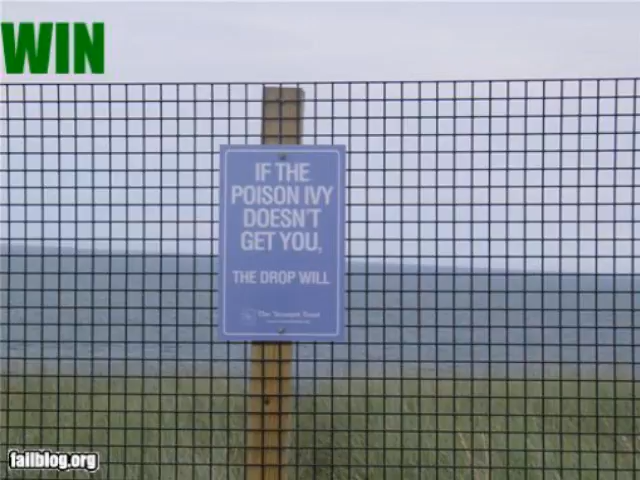 WIN
IF THE
POISON IVY
DOESN'T
GET YOU,
THE DROP WILL
The Trust
failblog.org